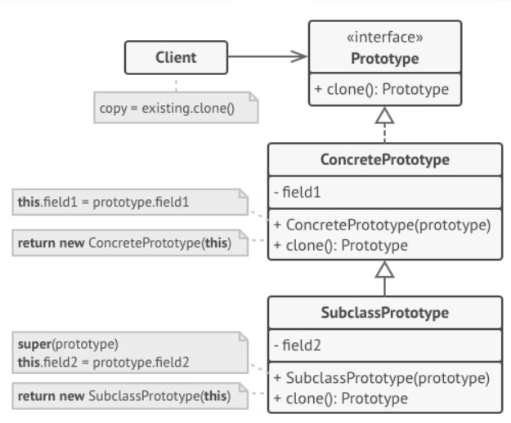 Client
«interface»
Prototype
+ clone(): Prototype
copy = existing.clone()
ConcretePrototype
- field1
+ ConcretePrototype(prototype)
+ clone(): Prototype
this.field1 = prototype.field1
return new ConcretePrototype(this)
SubclassPrototype
- field2
+ SubclassPrototype(prototype)
+ clone(): Prototype
super(prototype)
this.field2 = prototype.field2
return new SubclassPrototype(this)